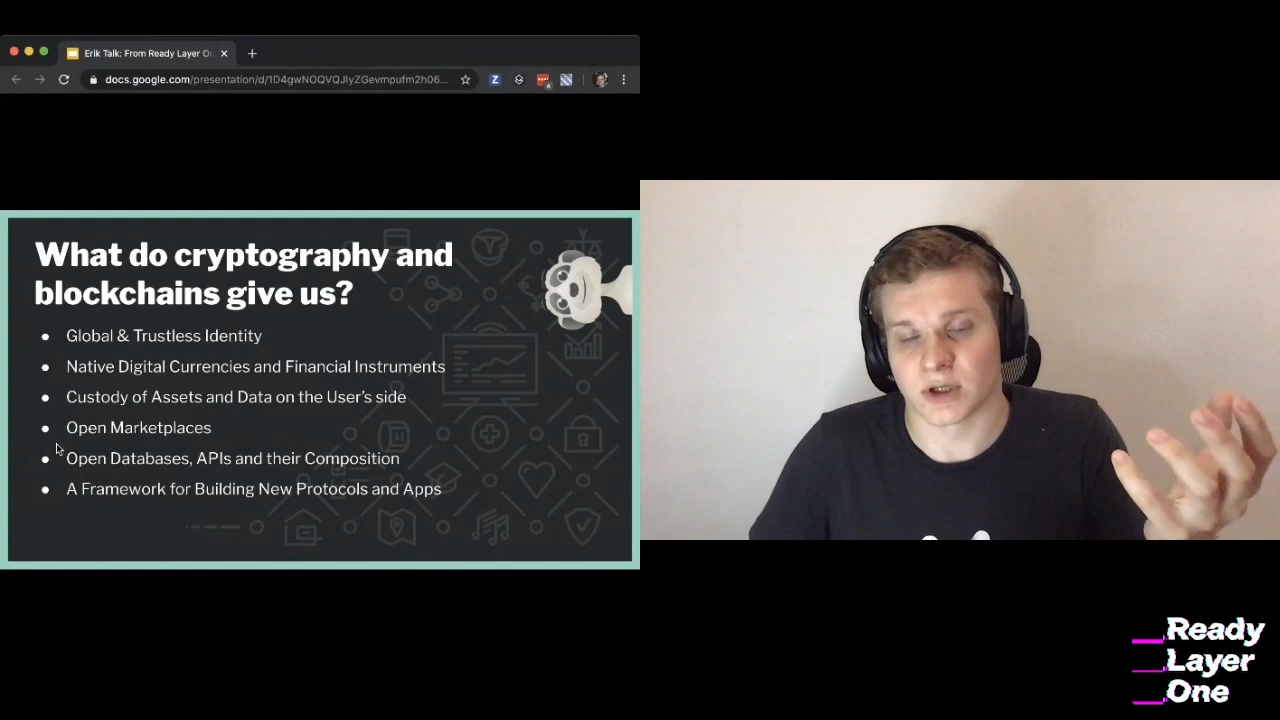 Erik Talk: From Ready Layer O
docs.google.com/presentation/d/1D4gwNOQVQJlyZGevmpufm2h06...
Z
4
What do cryptography and
blockchains give us?
Global & Trustless Identity
Native Digital Currencies and Financial Instruments
Custody of Assets and Data on the User's side
Open Marketplaces
Open Databases, APIs and their Composition
A Framework for Building New Protocols and Apps
Ready
Layer
One